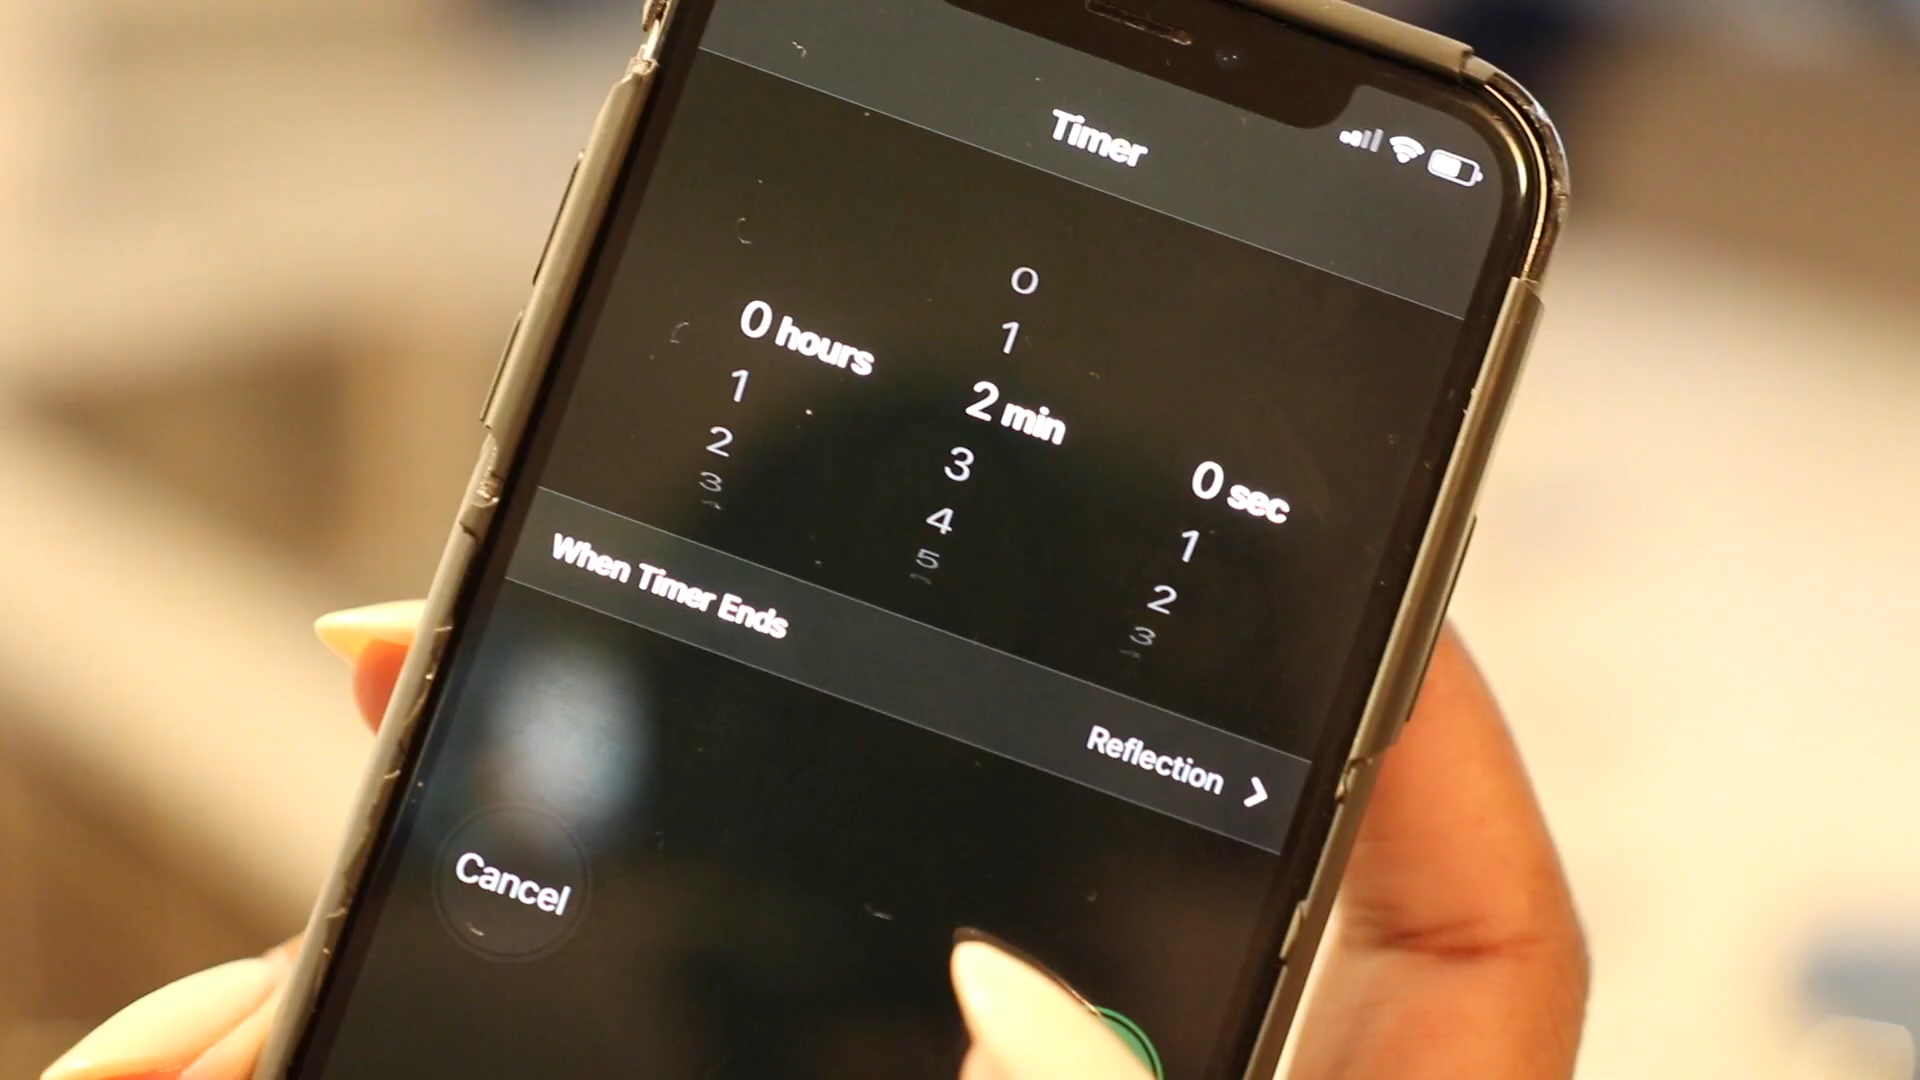 Timer
0
1
0 hours 2 min 0 sec
1 3 1
2 4 2
3 5 3
When Timer Ends Reflection
Cancel